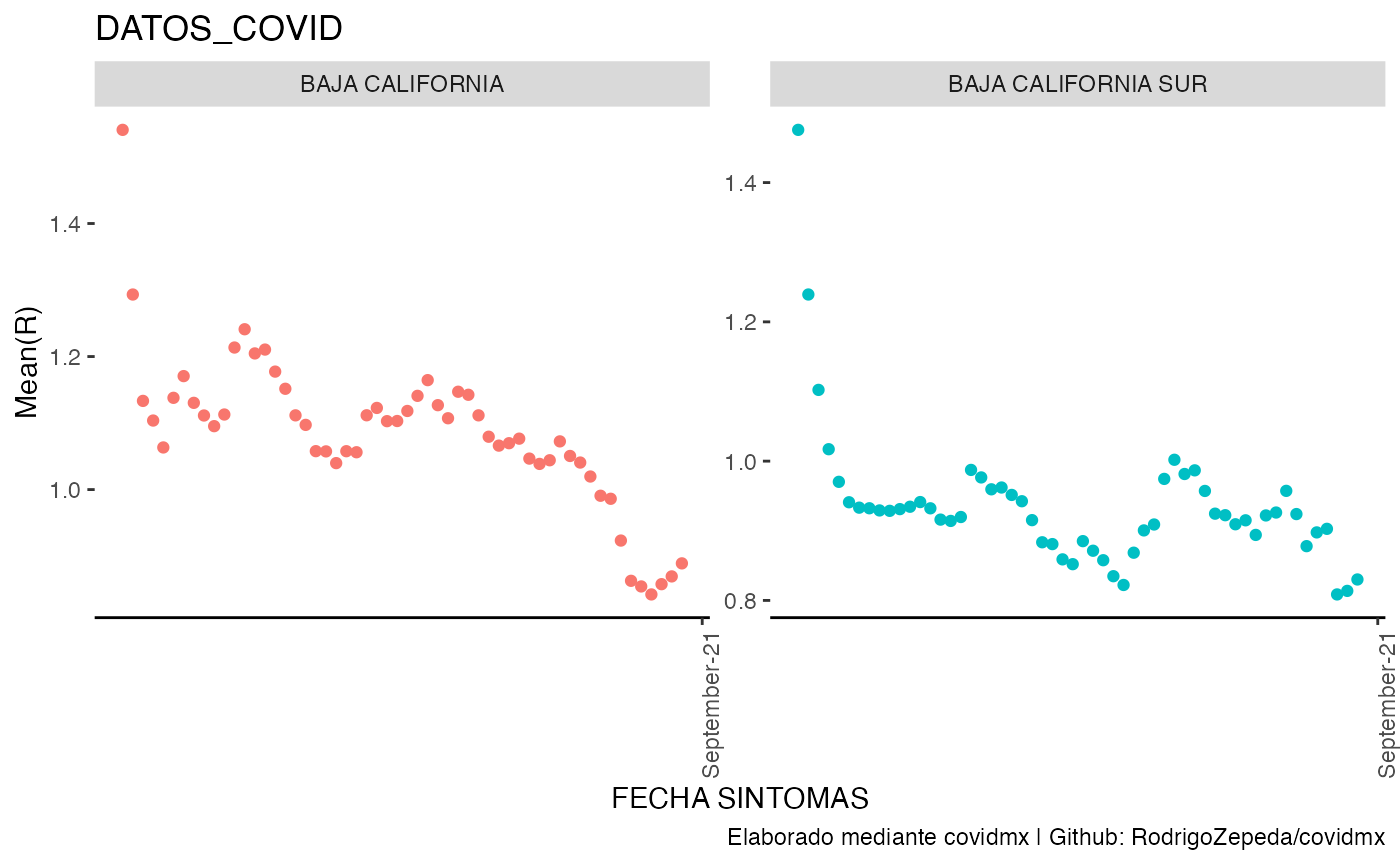 DATOS_COVID
BAJA CALIFORNIA
BAJA CALIFORNIA SUR
Mean(R)
1.4
1.2
1.0
1.4
1.2
1.0
0.8
September-21
September-21
FECHA SINTOMAS
Elaborado mediante covidmx | Github: RodrigoZepeda/covidmx